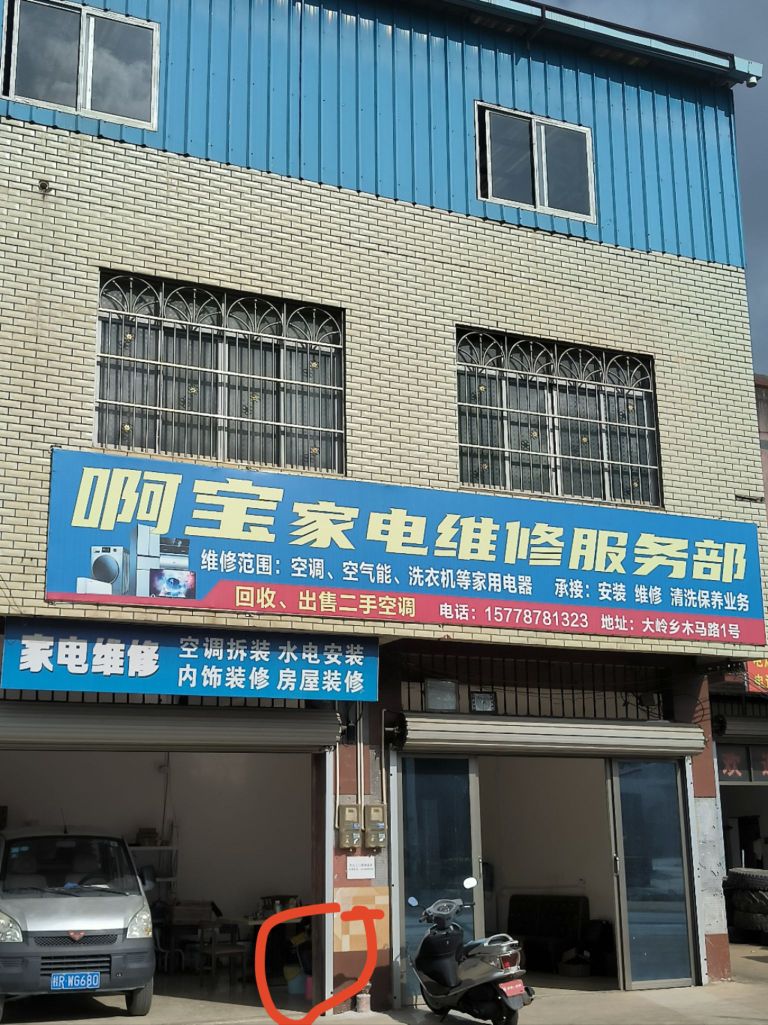 啊宝家电维修服务部
维修范围：空调、空气能、洗衣机等家用电器 承接：安装 维修 清洗保养业务
回收、出售二手空调 电话：15778781323 地址：大岭乡木马路1号
家电维修 空调拆装 水电安装
内饰装修 房屋装修
桂R WG680